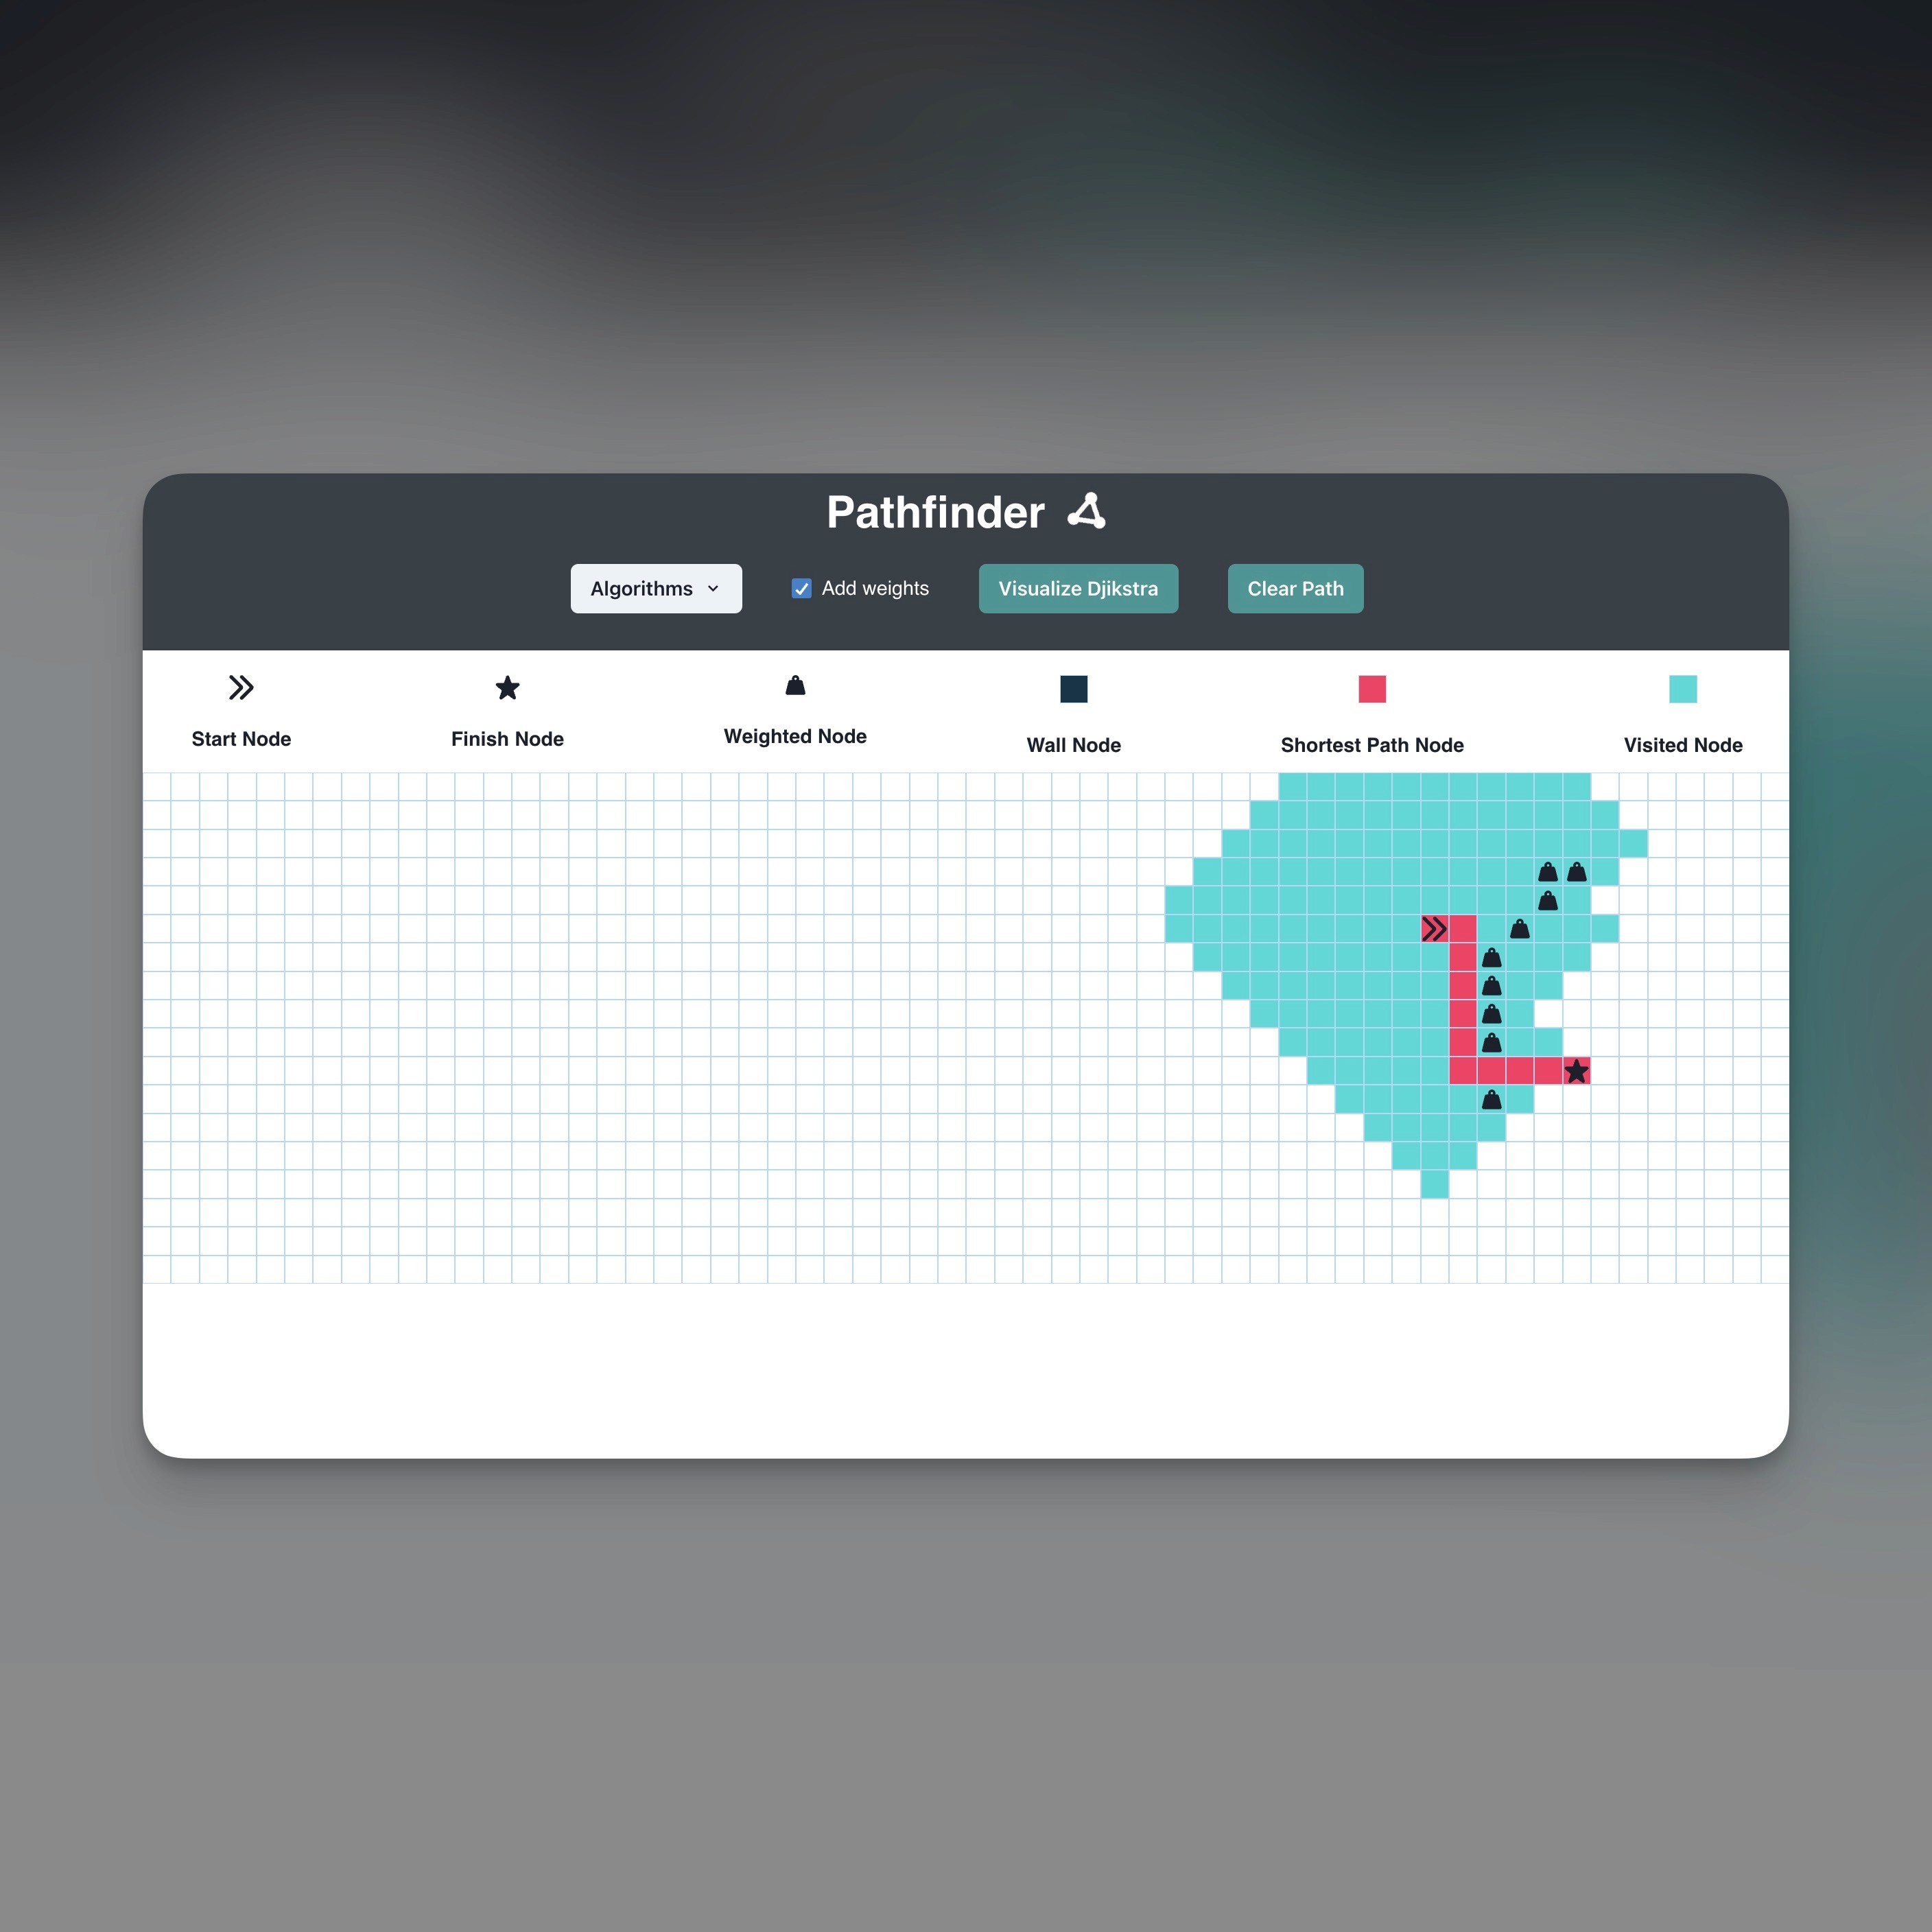 Pathfinder
Algorithms
Add weights
Visualize Djikstra
Clear Path
Start Node
Finish Node
Weighted Node
Wall Node
Shortest Path Node
Visited Node